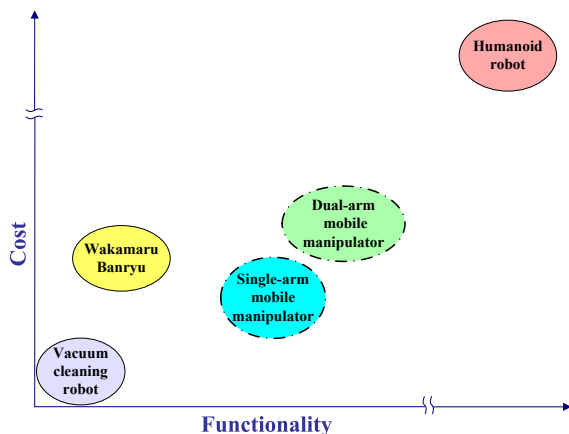 Humanoid
robot
Dual-arm
mobile
manipulator
Wakamaru
Banryu
Single-arm
mobile
manipulator
Vacuum
cleaning
robot
Cost
Functionality